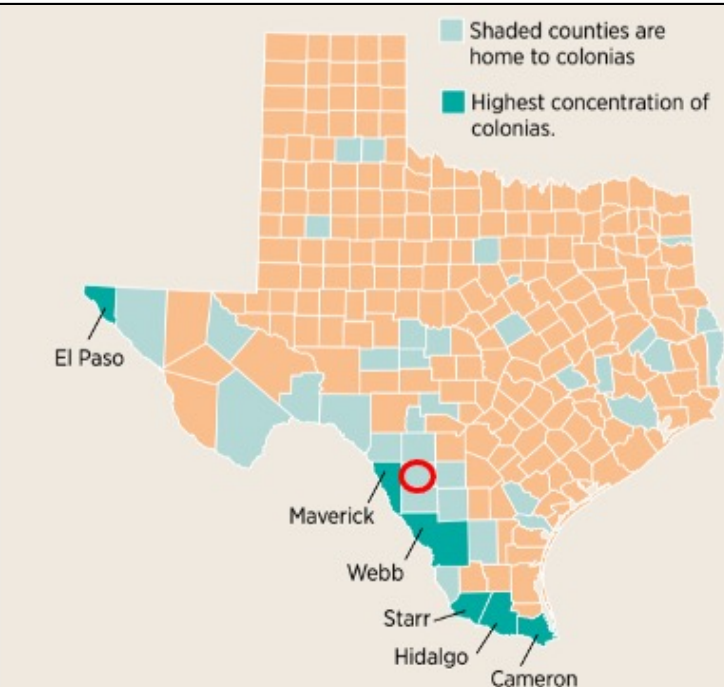 Shaded counties are
home to colonias
Highest concentration of
colonias.
El Paso
Maverick
Webb
Starr
Hidalgo
Cameron